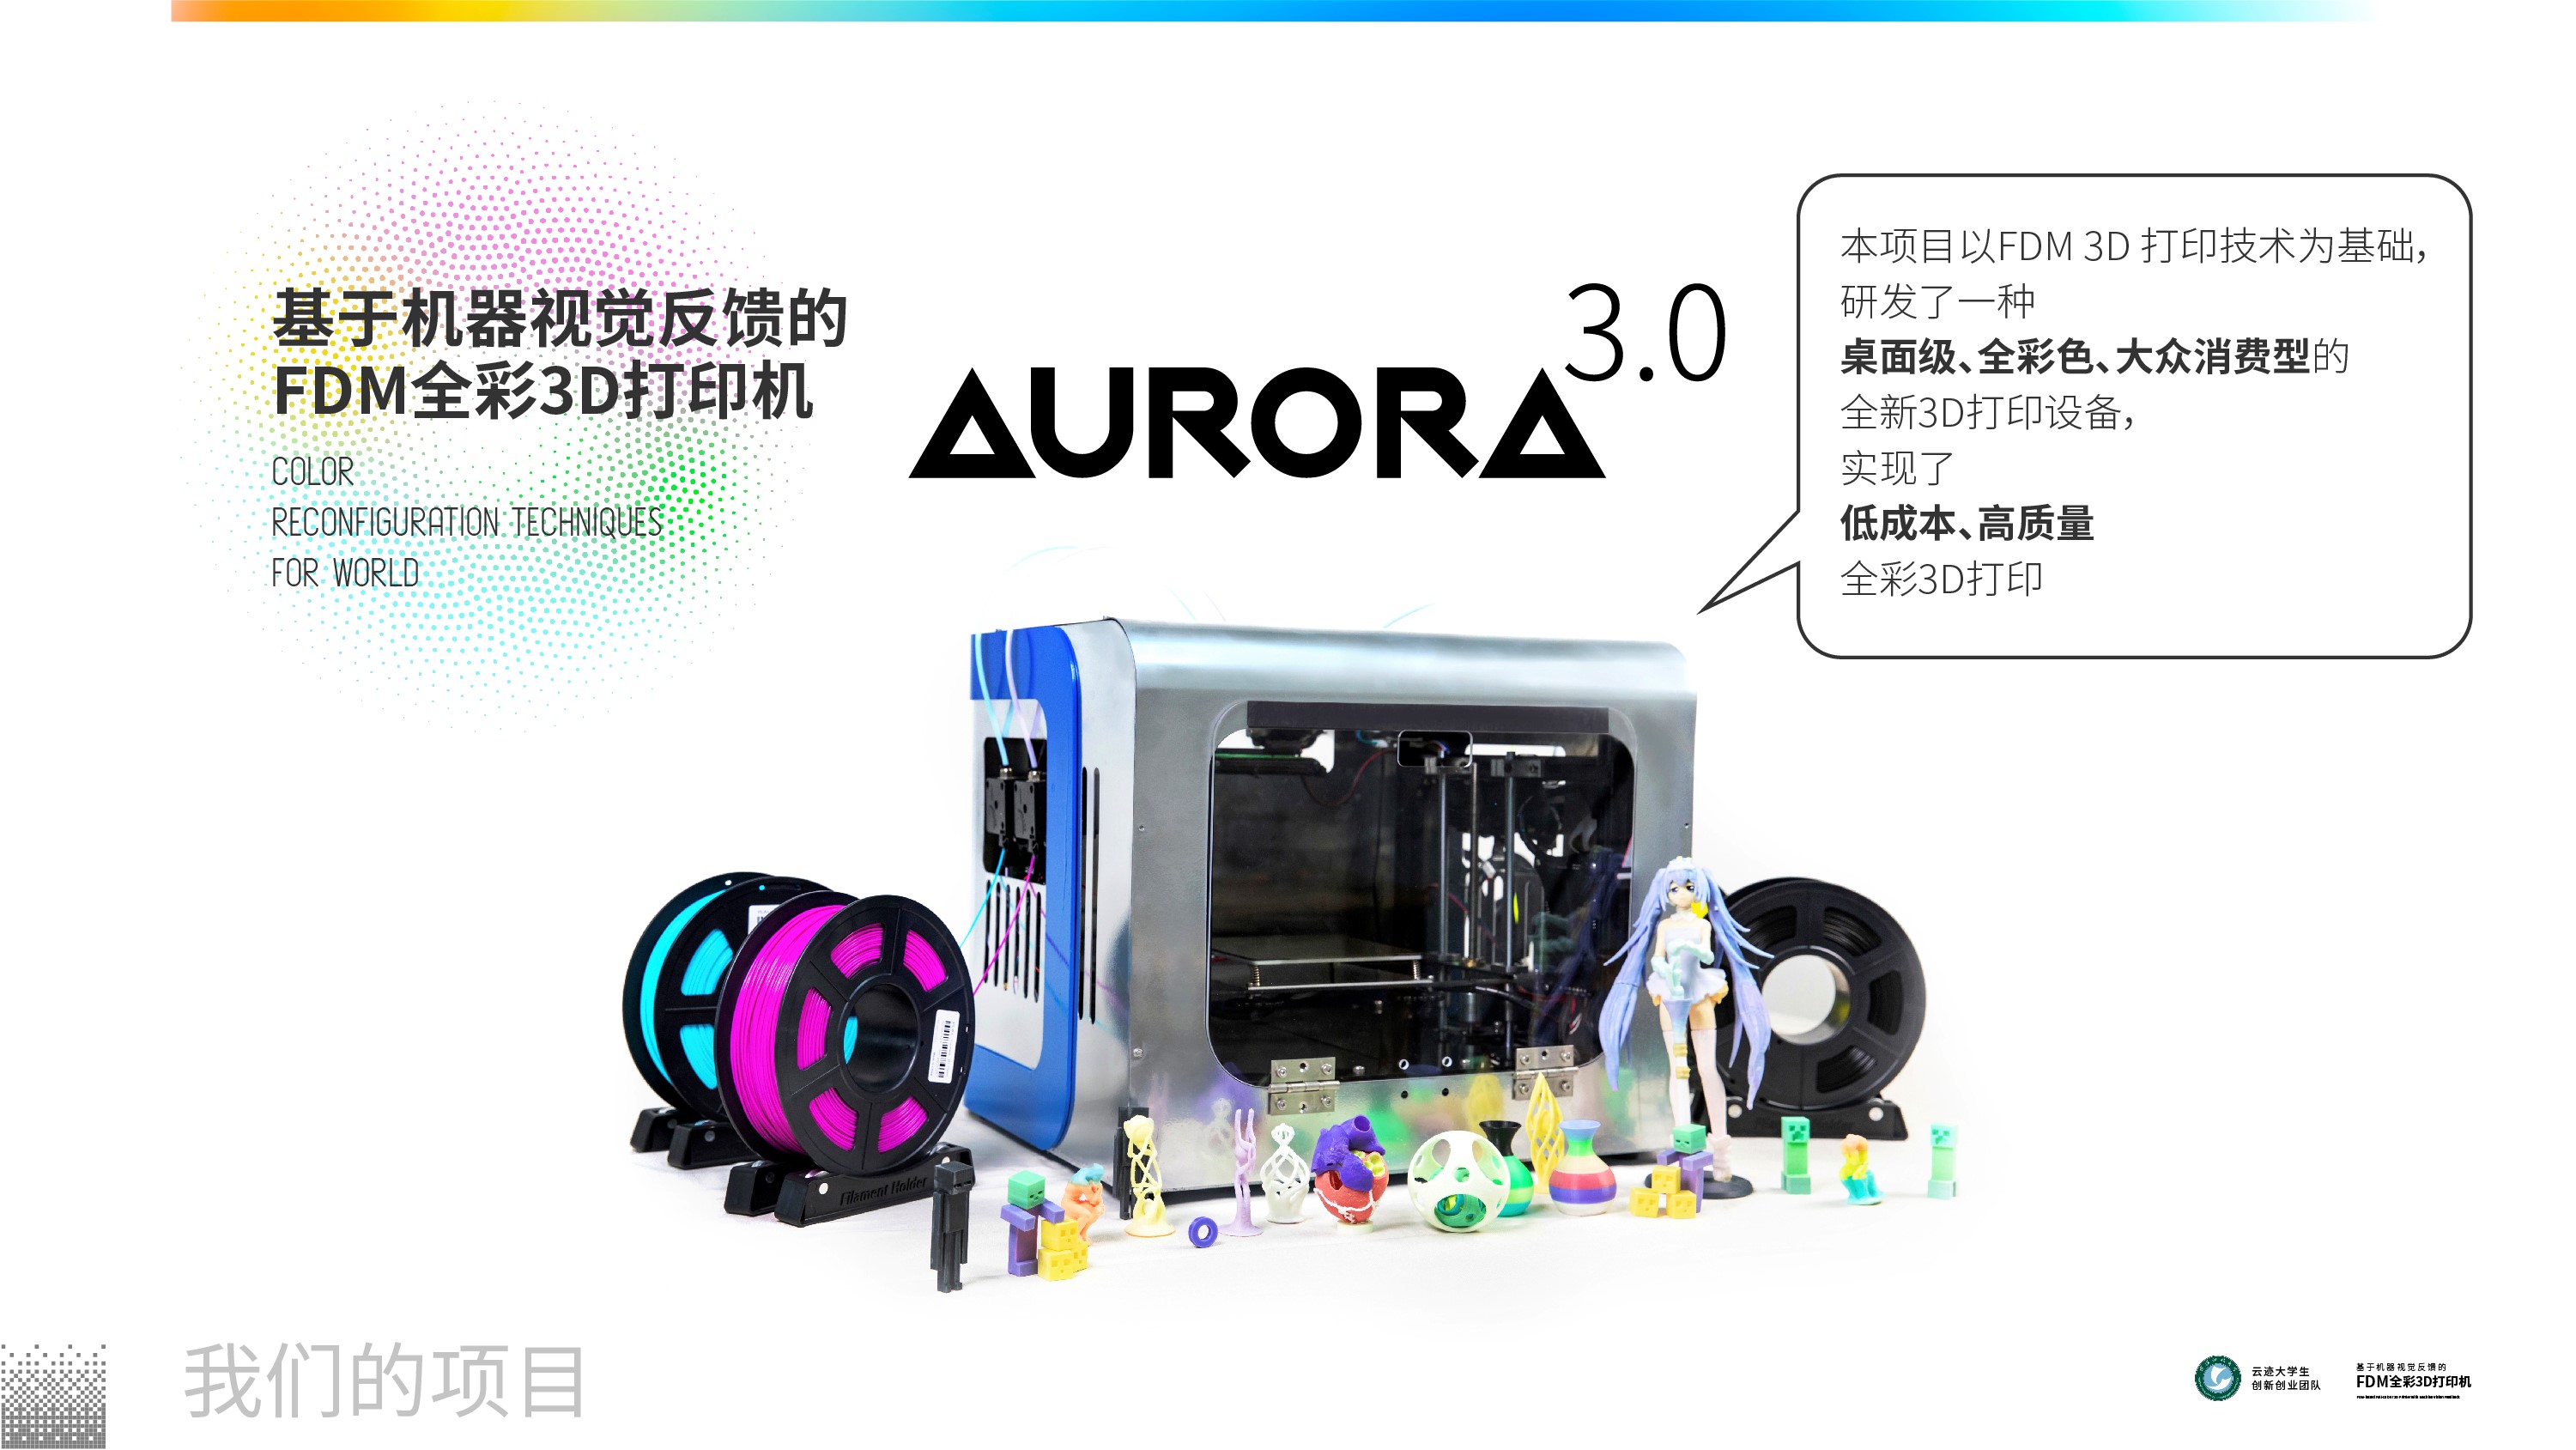 基于机器视觉反馈的
FDM全彩3D打印机
COLOR
RECONFIGURATION TECHNIQUES
FOR WORLD
AURORA 3.0
本项目以FDM 3D 打印技术为基础，
研发了一种
桌面级、全彩色、大众消费型的
全新3D打印设备，
实现了
低成本、高质量
全彩3D打印
Filament Holder
我们的项目
云迹大学生
创新创业团队
基于机器视觉反馈的
FDM全彩3D打印机